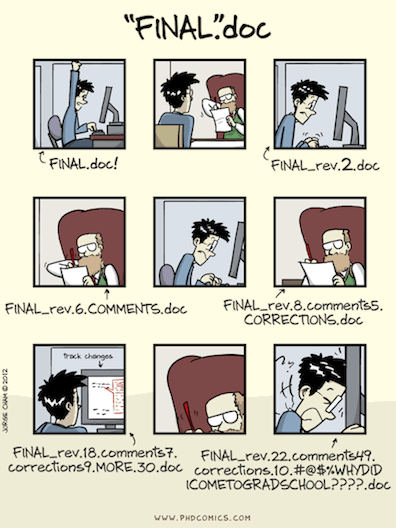 "FINAL".doc
FINAL.doc!
FINAL_rev.2.doc
FINAL_rev.6.COMMENTS.doc
FINAL_rev.8.comments5.
CORRECTIONS.doc
track changes
FINAL_rev.18.comments7.
corrections9.MORE.30.doc
FINAL_rev.22.comments49.
corrections.10.#@$%WHYDID
ICOMETOGRADSCHOOL????.doc
JORGE CHAM © 2012
WWW.PHDCOMICS.COM